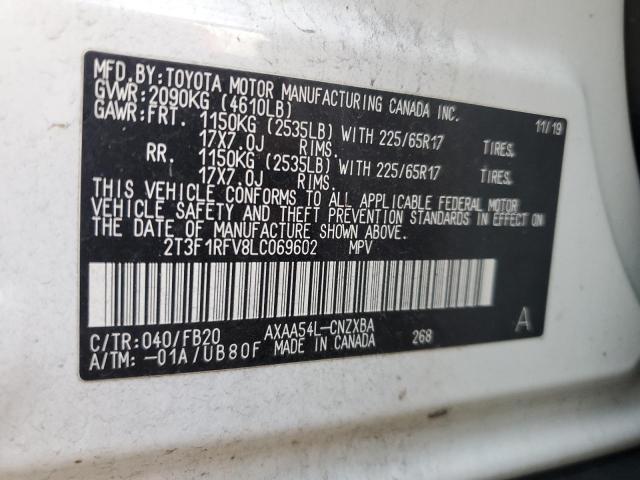 MFD.BY:TOYOTA MOTOR MANUFACTURING CANADA INC.
GVWR:2090KG (4610LB) 11/19
GAWR:FRT. 1150KG (2535LB) WITH 225/65R17 TIRES,
17X7.0J RIMS.
RR. 1150KG (2535LB) WITH 225/65R17 TIRES,
17X7.0J RIMS.
THIS VEHICLE CONFORMS TO ALL APPLICABLE FEDERAL MOTOR
VEHICLE SAFETY AND THEFT PREVENTION STANDARDS IN EFFECT ON
THE DATE OF MANUFACTURE SHOWN ABOVE.
2T3F1RFV8LC069602 MPV
C/TR:040/FB20 AXAA54L-CNZXBA A
A/TM:-01A/UB80F MADE IN CANADA 268